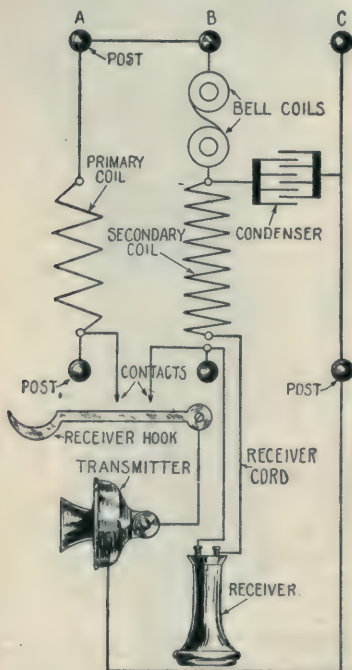 A B C
POST
BELL COILS
PRIMARY
COIL
SECONDARY
COIL
CONDENSER
POST
CONTACTS
POST
RECEIVER HOOK
TRANSMITTER
RECEIVER
CORD
RECEIVER